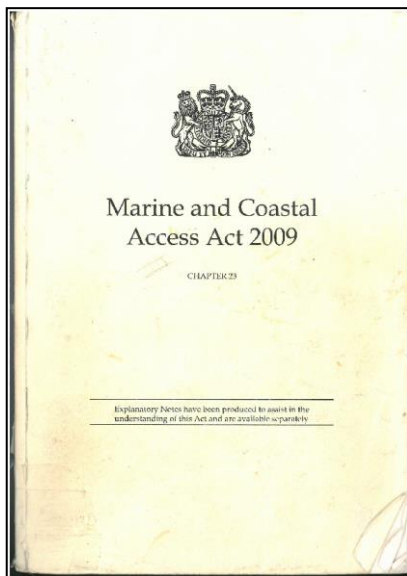 Marine and Coastal
Access Act 2009
CHAPTER 23
Explanatory Notes have been produced to assist in the
understanding of this Act and are available separately